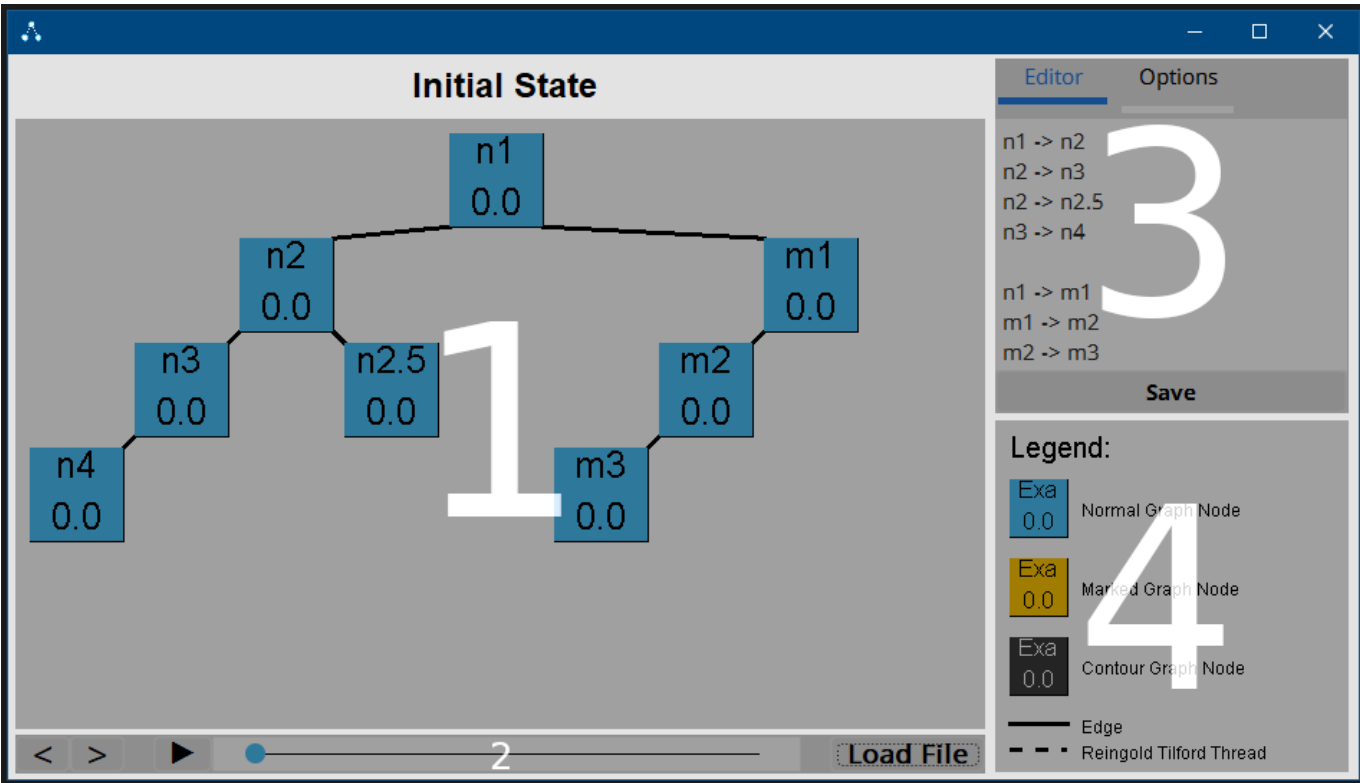 Initial State
n1
0.0
n2
0.0
m1
0.0
n3
0.0
n2.5
0.0
m2
0.0
n4
0.0
m3
0.0
1
< > ▶ 2 Load File
Editor Options
n1 -> n2
n2 -> n3
n2 -> n2.5
n3 -> n4
n1 -> m1
m1 -> m2
m2 -> m3
3
Save
Legend:
Exa
0.0
Normal Graph Node
Exa
0.0
Marked Graph Node
Exa
0.0
Contour Graph Node
Edge
Reingold Tilford Thread
4